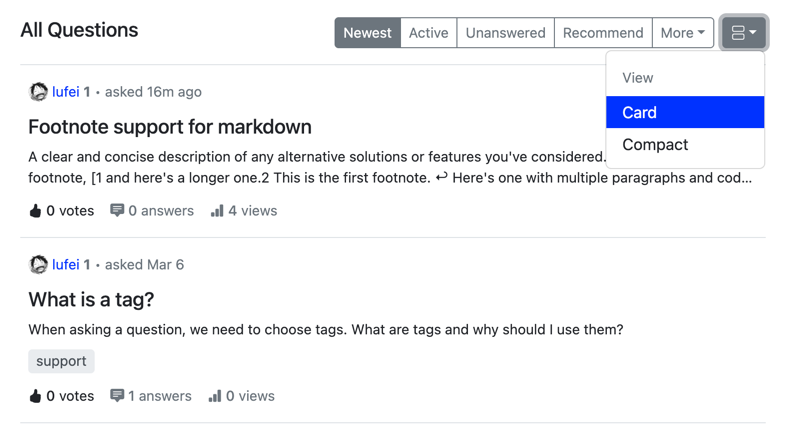 All Questions
Newest Active Unanswered Recommend More
View
Card
Compact
lufei 1 • asked 16m ago
Footnote support for markdown
A clear and concise description of any alternative solutions or features you've considered.
footnote, [1 and here's a longer one.2 This is the first footnote. ↩ Here's one with multiple paragraphs and cod...
0 votes 0 answers 4 views
lufei 1 • asked Mar 6
What is a tag?
When asking a question, we need to choose tags. What are tags and why should I use them?
support
0 votes 1 answers 0 views